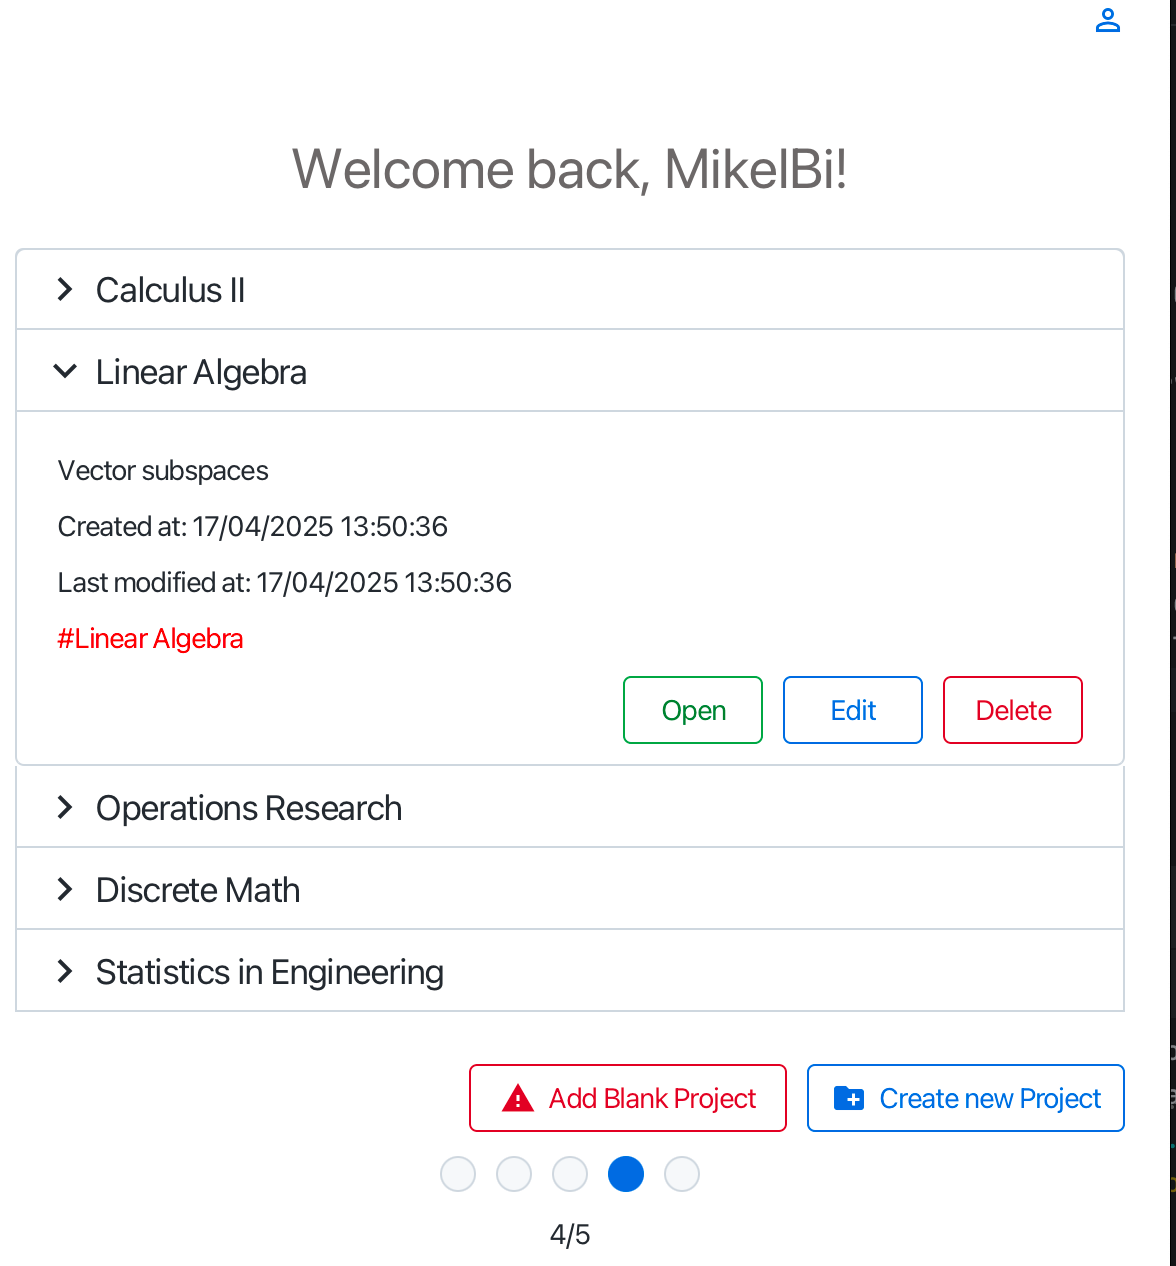 Welcome back, MikelBi!
Calculus II
Linear Algebra
Vector subspaces
Created at: 17/04/2025 13:50:36
Last modified at: 17/04/2025 13:50:36
#Linear Algebra
Open Edit Delete
Operations Research
Discrete Math
Statistics in Engineering
Add Blank Project Create new Project
4/5